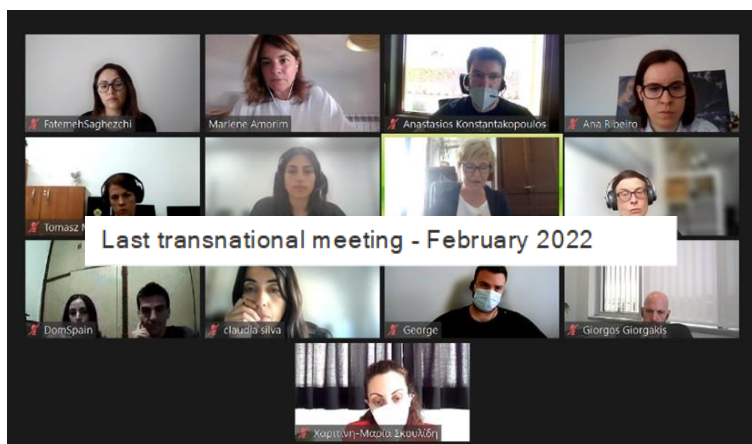 FatemehSaghezchi
Marlene Amorim
Anastasios Konstantakopoulos
Ana Ribeiro
Tomasz
Last transnational meeting - February 2022
DomSpain
claudia silva
George
Giorgos Giorgakis
Χαριτίνη-Μαρία Σκουλίδη